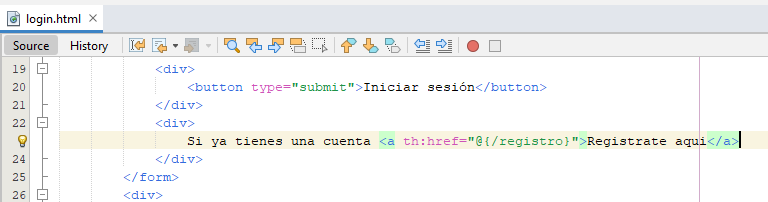 login.html
Source History
19 <div>
20 <button type="submit">Iniciar sesión</button>
21 </div>
22 <div>
Si ya tienes una cuenta <a th:href="@{/registro}">Registrate aqui</a>
24 </div>
25 </form>
26 <div>